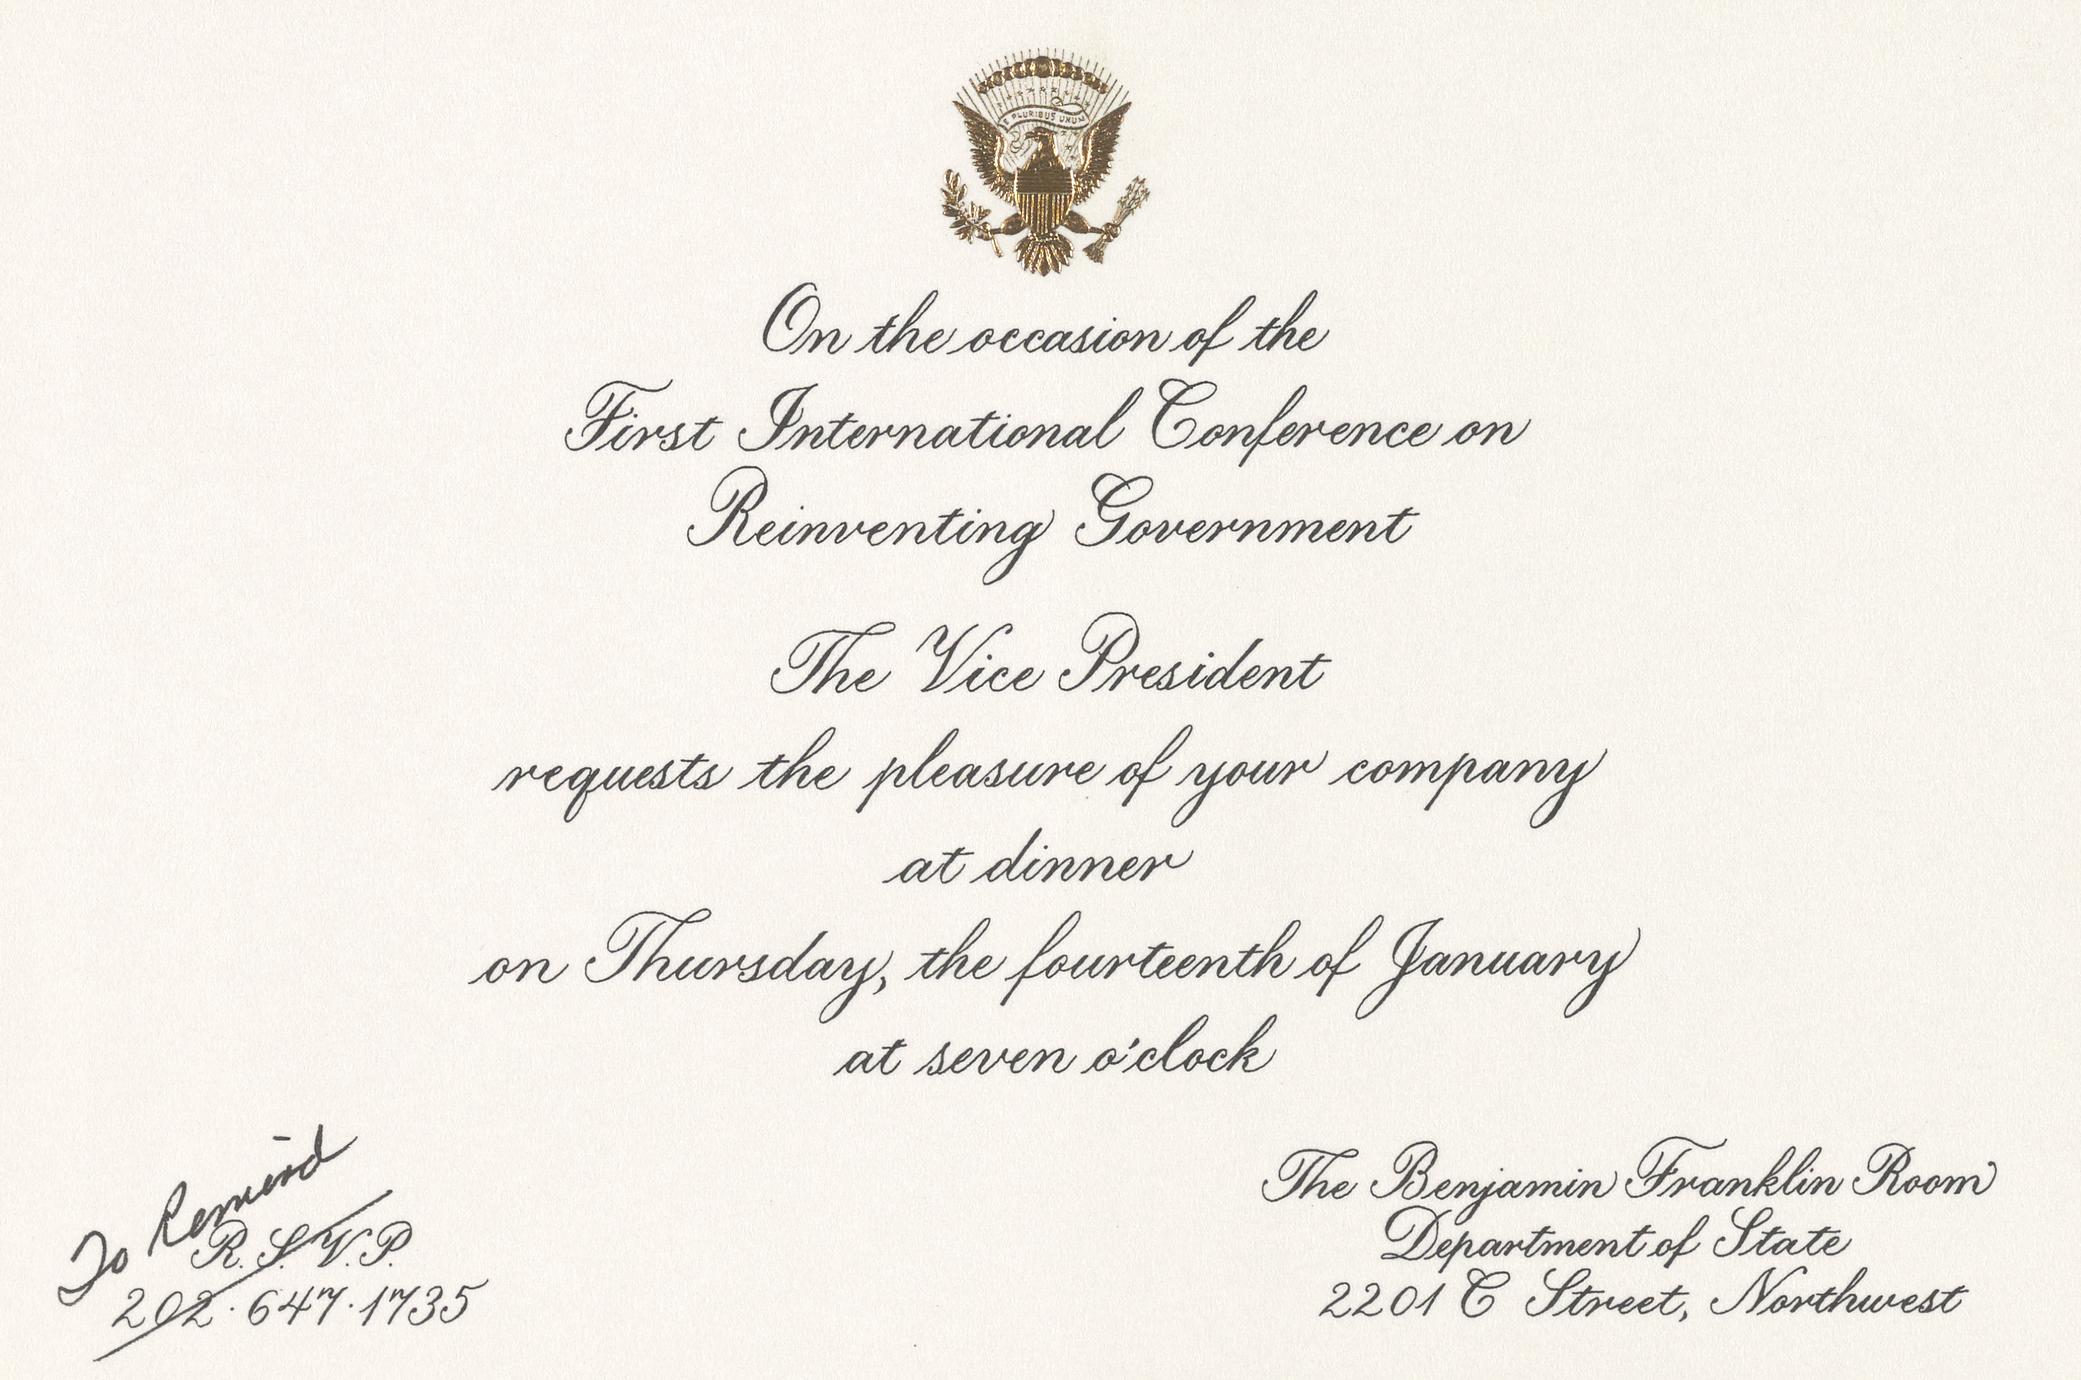 E PLURIBUS UNUM
On the occasion of the
First International Conference on
Reinventing Government
The Vice President
requests the pleasure of your company
at dinner
on Thursday, the fourteenth of January
at seven o'clock
To Remind
R.S.V.P.
202·647·1735
The Benjamin Franklin Room
Department of State
2201 C Street, Northwest